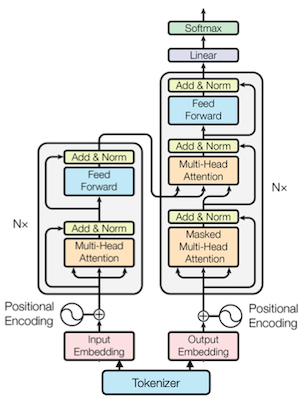 Softmax
Linear
Add & Norm
Feed
Forward
Add & Norm
Multi-Head
Attention
Add & Norm
Masked
Multi-Head
Attention
N×
Add & Norm
Feed
Forward
Add & Norm
Multi-Head
Attention
N×
Positional
Encoding
Positional
Encoding
Input
Embedding
Output
Embedding
Tokenizer